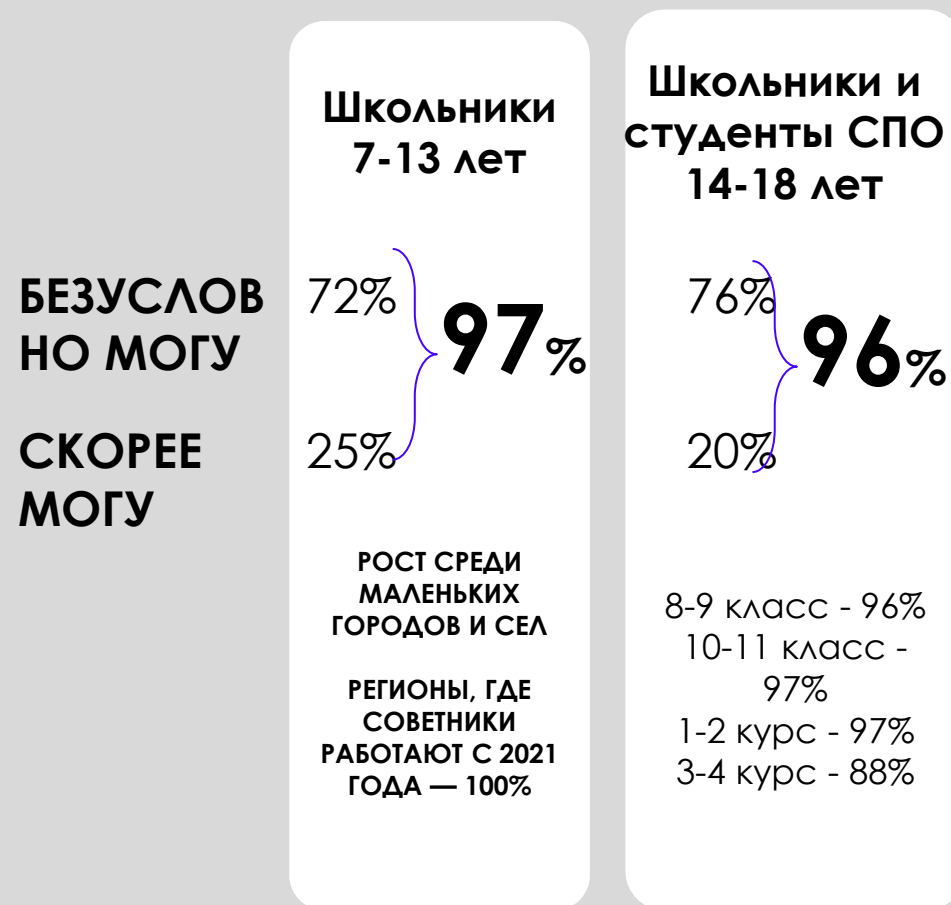 Школьники
7-13 лет
Школьники и
студенты СПО
14-18 лет
БЕЗУСЛОВ
НО МОГУ
72%
97%
76%
96%
СКОРЕЕ
МОГУ
25%
20%
РОСТ СРЕДИ
МАЛЕНЬКИХ
ГОРОДОВ И СЕЛ
РЕГИОНЫ, ГДЕ
СОВЕТНИКИ
РАБОТАЮТ С 2021
ГОДА — 100%
8-9 класс - 96%
10-11 класс -
97%
1-2 курс - 97%
3-4 курс - 88%